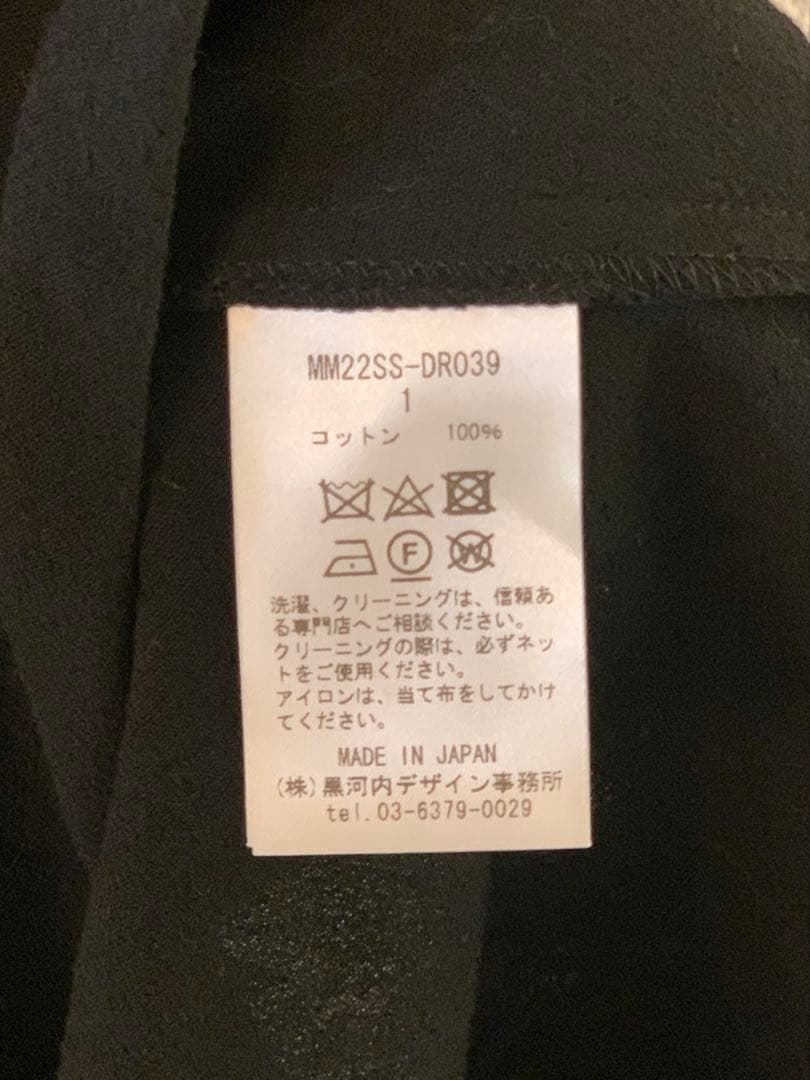 MM22SS-DR039
1
コットン 100%
F W
洗濯、クリーニングは、信頼あ
る専門店へご相談ください。
クリーニングの際は、必ずネッ
トをご使用ください。
アイロンは、当て布をしてかけ
てください。
MADE IN JAPAN
(株)黒河内デザイン事務所
tel.03-6379-0029